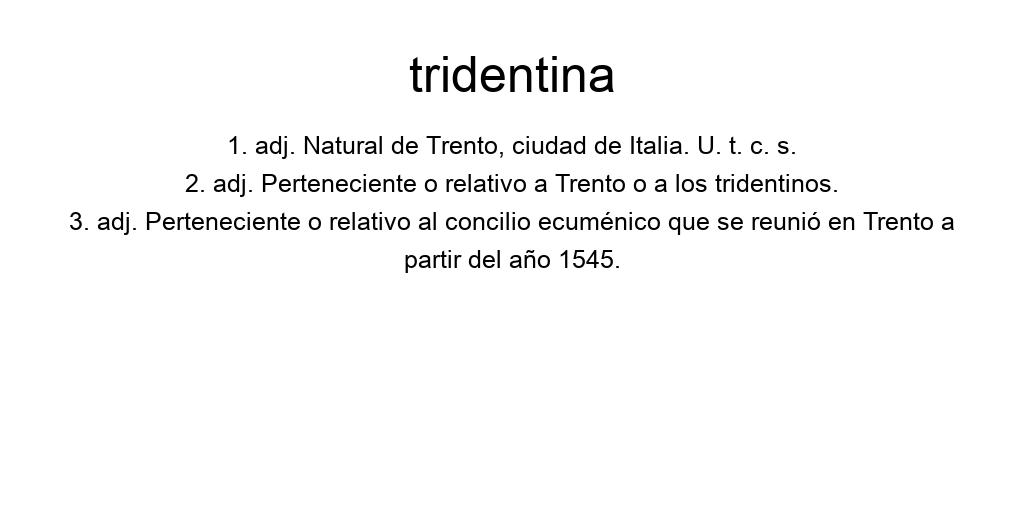 tridentina
1. adj. Natural de Trento, ciudad de Italia. U. t. c. s.
2. adj. Perteneciente o relativo a Trento o a los tridentinos.
3. adj. Perteneciente o relativo al concilio ecuménico que se reunió en Trento a
partir del año 1545.